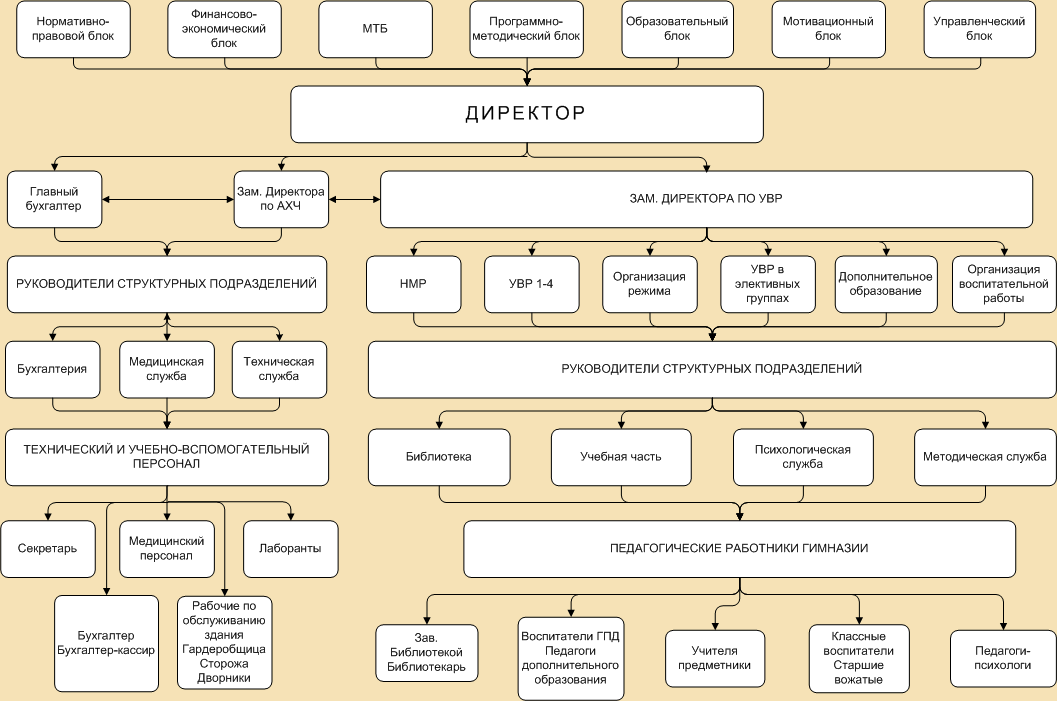 Нормативно-
правовой блок
Финансово-
экономический
блок
МТБ
Программно-
методический блок
Образовательный
блок
Мотивационный
блок
Управленческий
блок
ДИРЕКТОР
Главный
бухгалтер
Зам. Директора
по АХЧ
ЗАМ. ДИРЕКТОРА ПО УВР
РУКОВОДИТЕЛИ СТРУКТУРНЫХ ПОДРАЗДЕЛЕНИЙ
НМР
УВР 1-4
Организация
режима
УВР в
элективных
группах
Дополнительное
образование
Организация
воспитательной
работы
Бухгалтерия
Медицинская
служба
Техническая
служба
РУКОВОДИТЕЛИ СТРУКТУРНЫХ ПОДРАЗДЕЛЕНИЙ
ТЕХНИЧЕСКИЙ И УЧЕБНО-ВСПОМОГАТЕЛЬНЫЙ
ПЕРСОНАЛ
Библиотека
Учебная часть
Психологическая
служба
Методическая служба
Секретарь
Медицинский
персонал
Лаборанты
ПЕДАГОГИЧЕСКИЕ РАБОТНИКИ ГИМНАЗИИ
Бухгалтер
Бухгалтер-кассир
Рабочие по
обслуживанию
здания
Гардеробщица
Сторожа
Дворники
Зав.
Библиотекой
Библиотекарь
Воспитатели ГПД
Педагоги
дополнительного
образования
Учителя
предметники
Классные
воспитатели
Старшие
вожатые
Педагоги-
психологи